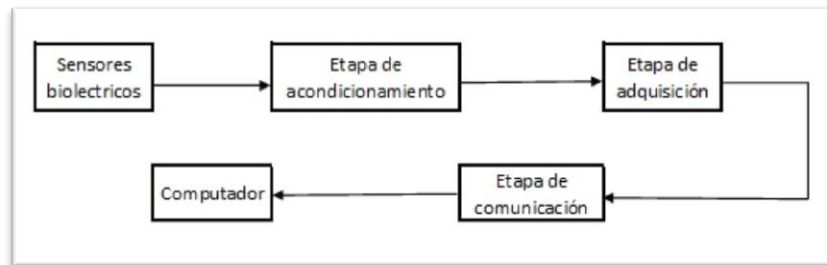 Sensores
biolectricos
Etapa de
acondicionamiento
Etapa de
adquisición
Etapa de
comunicación
Computador